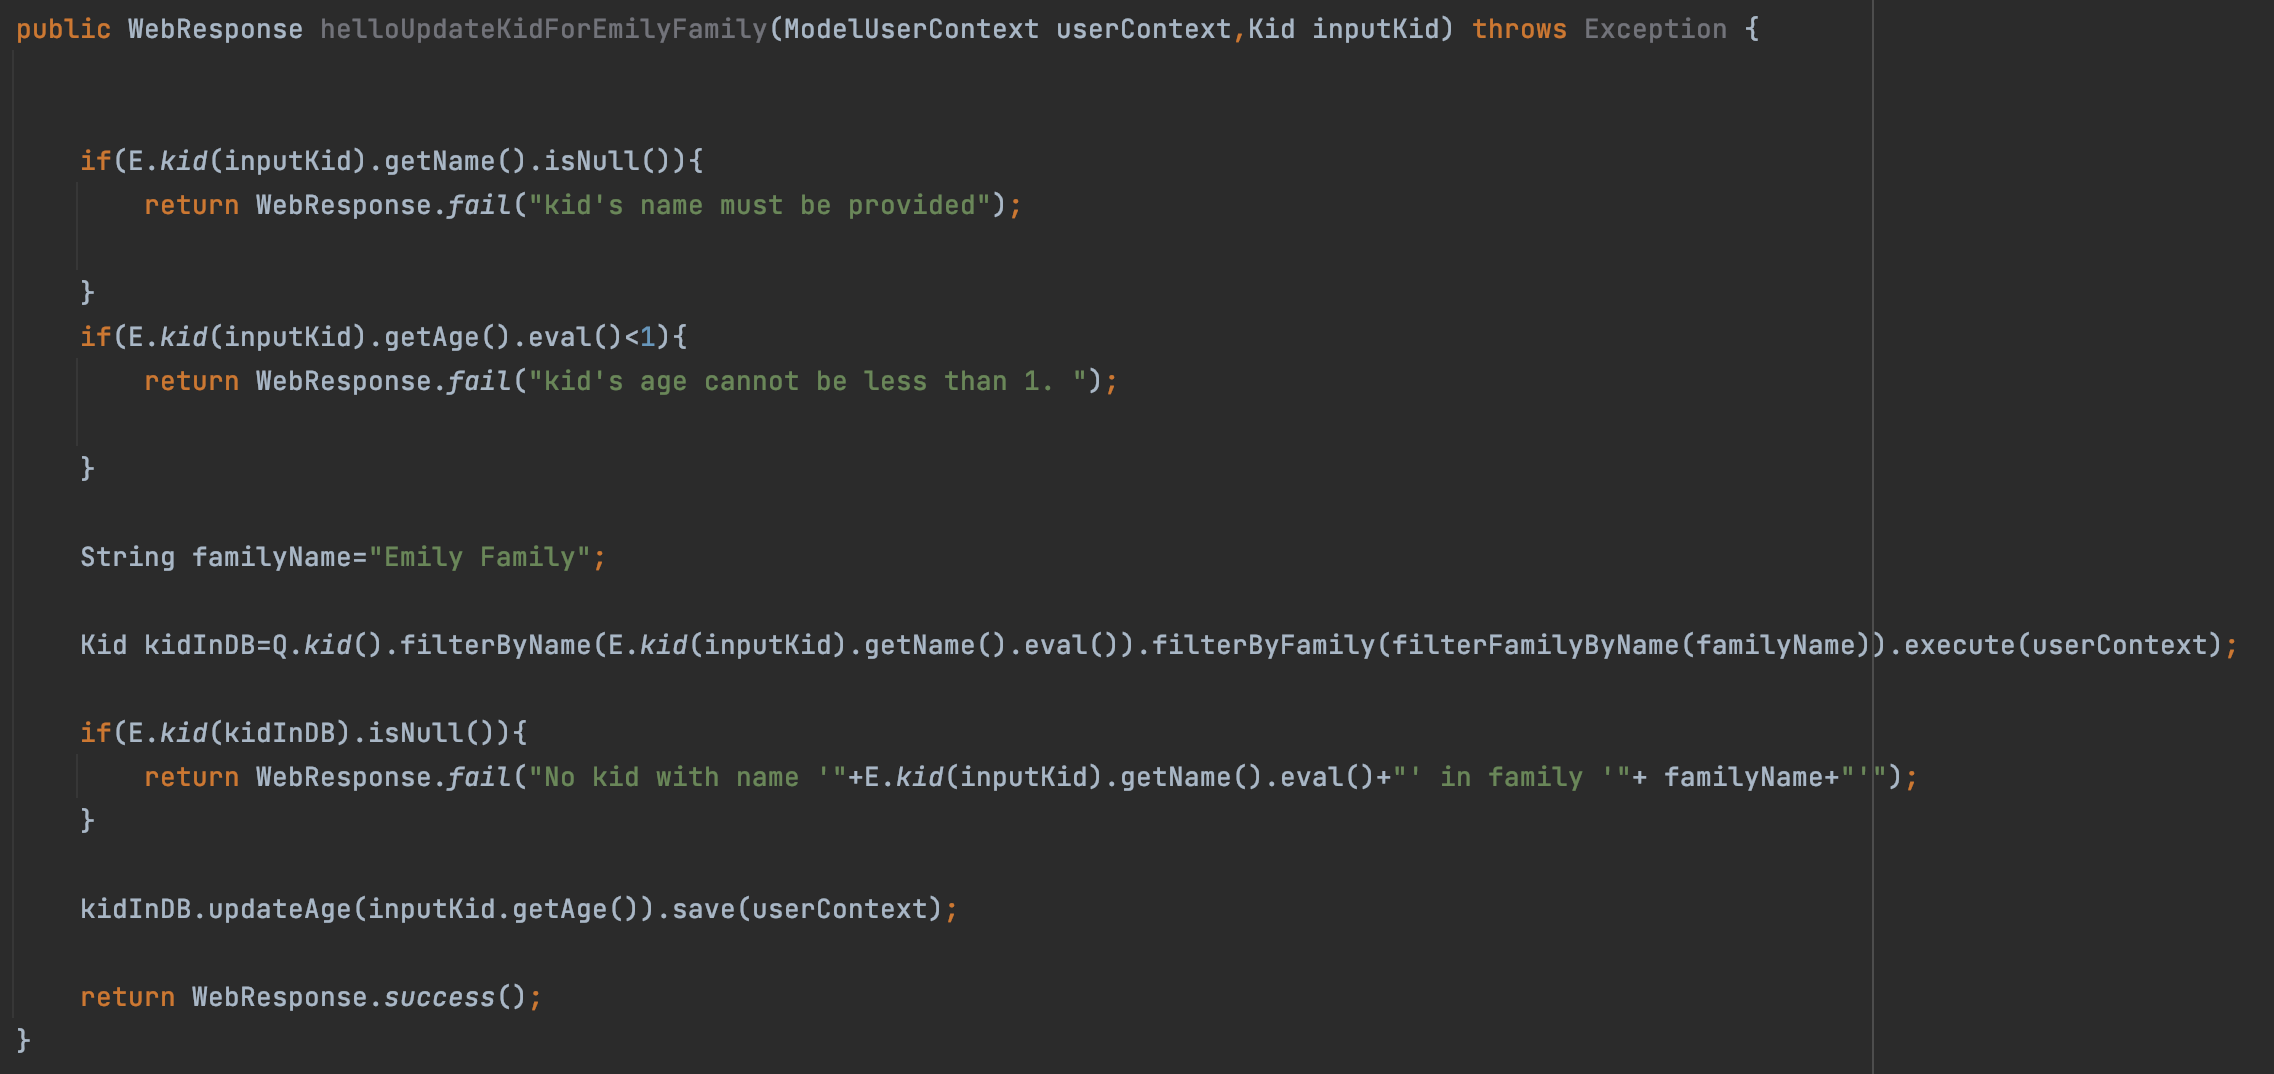 public WebResponse helloUpdateKidForEmilyFamily(ModelUserContext userContext,Kid inputKid) throws Exception {
if(E.kid(inputKid).getName().isNull()){
return WebResponse.fail("kid's name must be provided");
}
if(E.kid(inputKid).getAge().eval()<1){
return WebResponse.fail("kid's age cannot be less than 1. ");
}
String familyName="Emily Family";
Kid kidInDB=Q.kid().filterByName(E.kid(inputKid).getName().eval()).filterByFamily(filterFamilyByName(familyName)).execute(userContext);
if(E.kid(kidInDB).isNull()){
return WebResponse.fail("No kid with name '"+E.kid(inputKid).getName().eval()+"' in family '"+ familyName+"'");
}
kidInDB.updateAge(inputKid.getAge()).save(userContext);
return WebResponse.success();
}